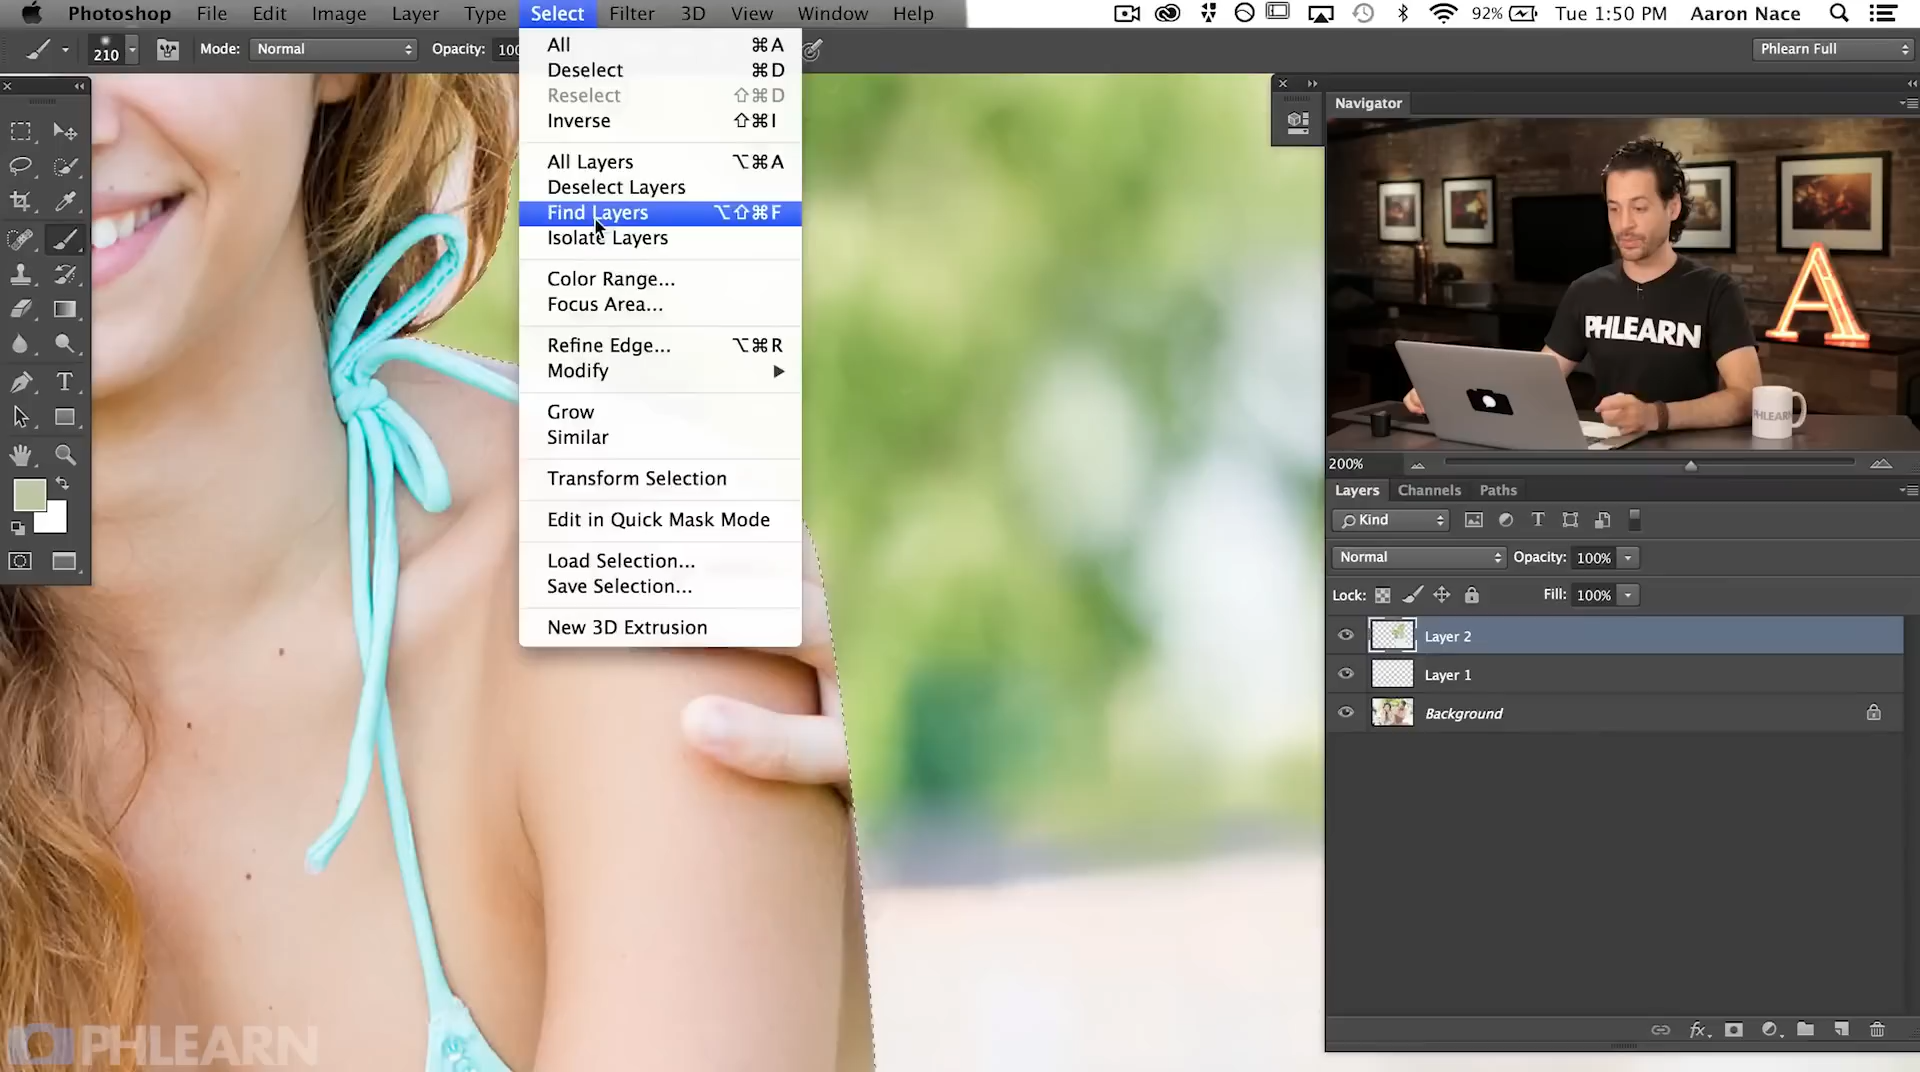 Photoshop File Edit Image Layer Type Select Filter 3D View Window Help 92% Tue 1:50 PM Aaron Nace
210 Mode: Normal Opacity: 100 Phlearn Full
All ⌘A
Deselect ⌘D
Reselect ⇧⌘D
Inverse ⇧⌘I
All Layers ⌥⌘A
Deselect Layers
Find Layers ⌥⇧⌘F
Isolate Layers
Color Range...
Focus Area...
Refine Edge... ⌥⌘R
Modify
Grow
Similar
Transform Selection
Edit in Quick Mask Mode
Load Selection...
Save Selection...
New 3D Extrusion
Navigator
A
PHLEARN
PHLEARN
200%
Layers Channels Paths
Kind
Normal Opacity: 100%
Lock: Fill: 100%
Layer 2
Layer 1
Background
PHLEARN